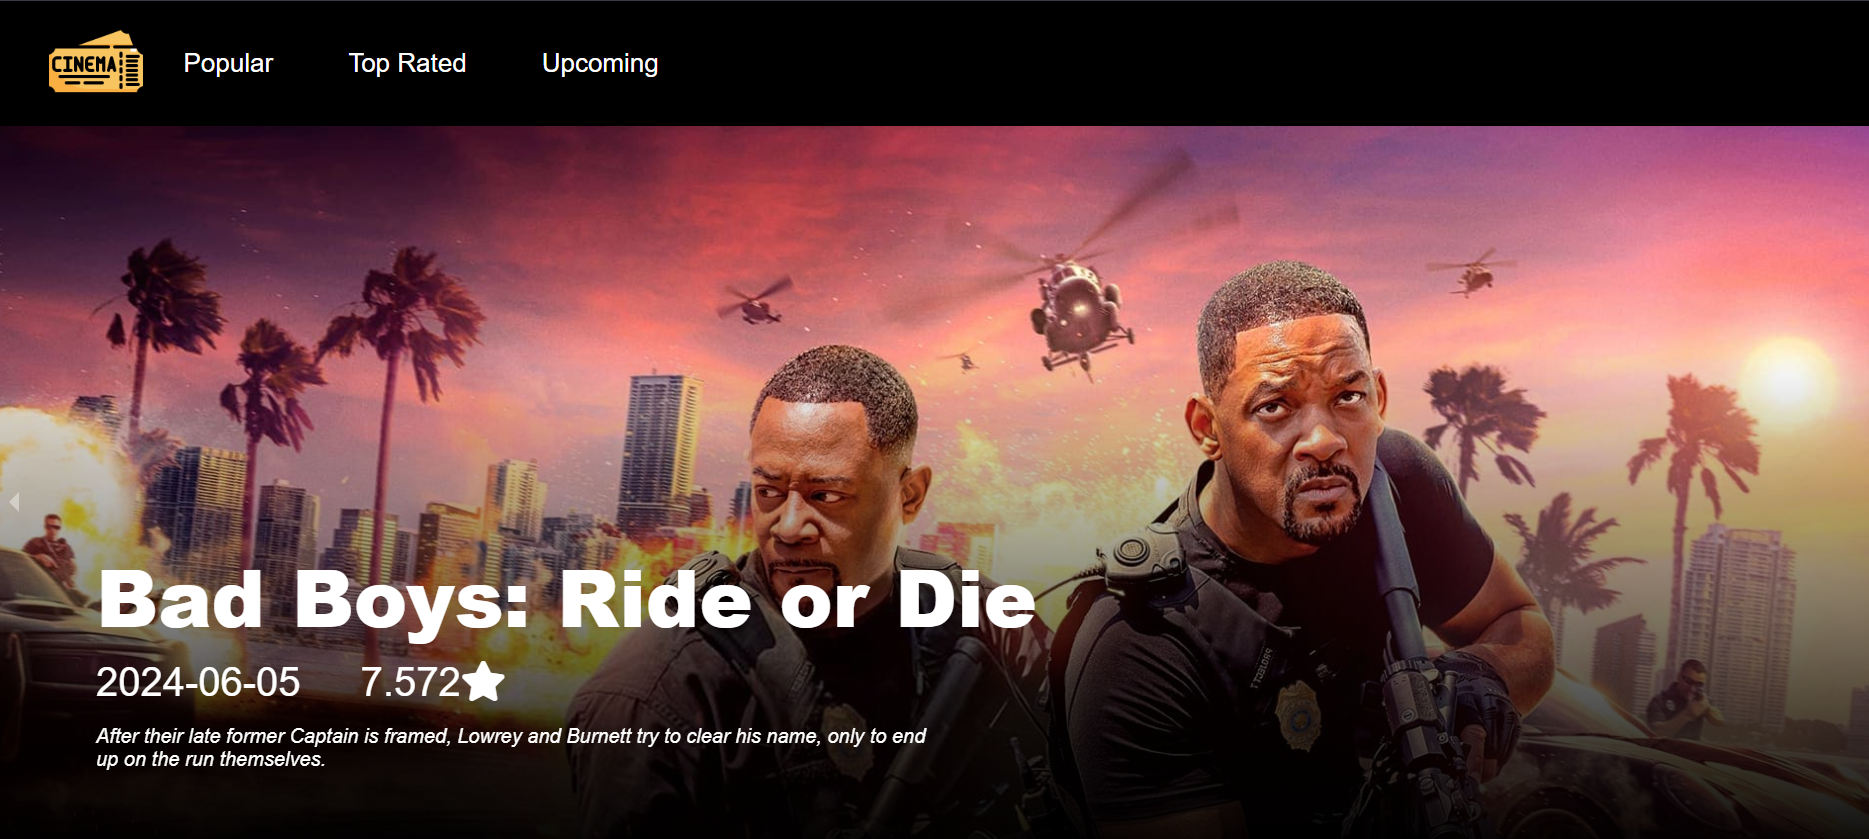 CINEMA
Popular
Top Rated
Upcoming
Bad Boys: Ride or Die
2024-06-05
7.572
After their late former Captain is framed, Lowrey and Burnett try to clear his name, only to end
up on the run themselves.